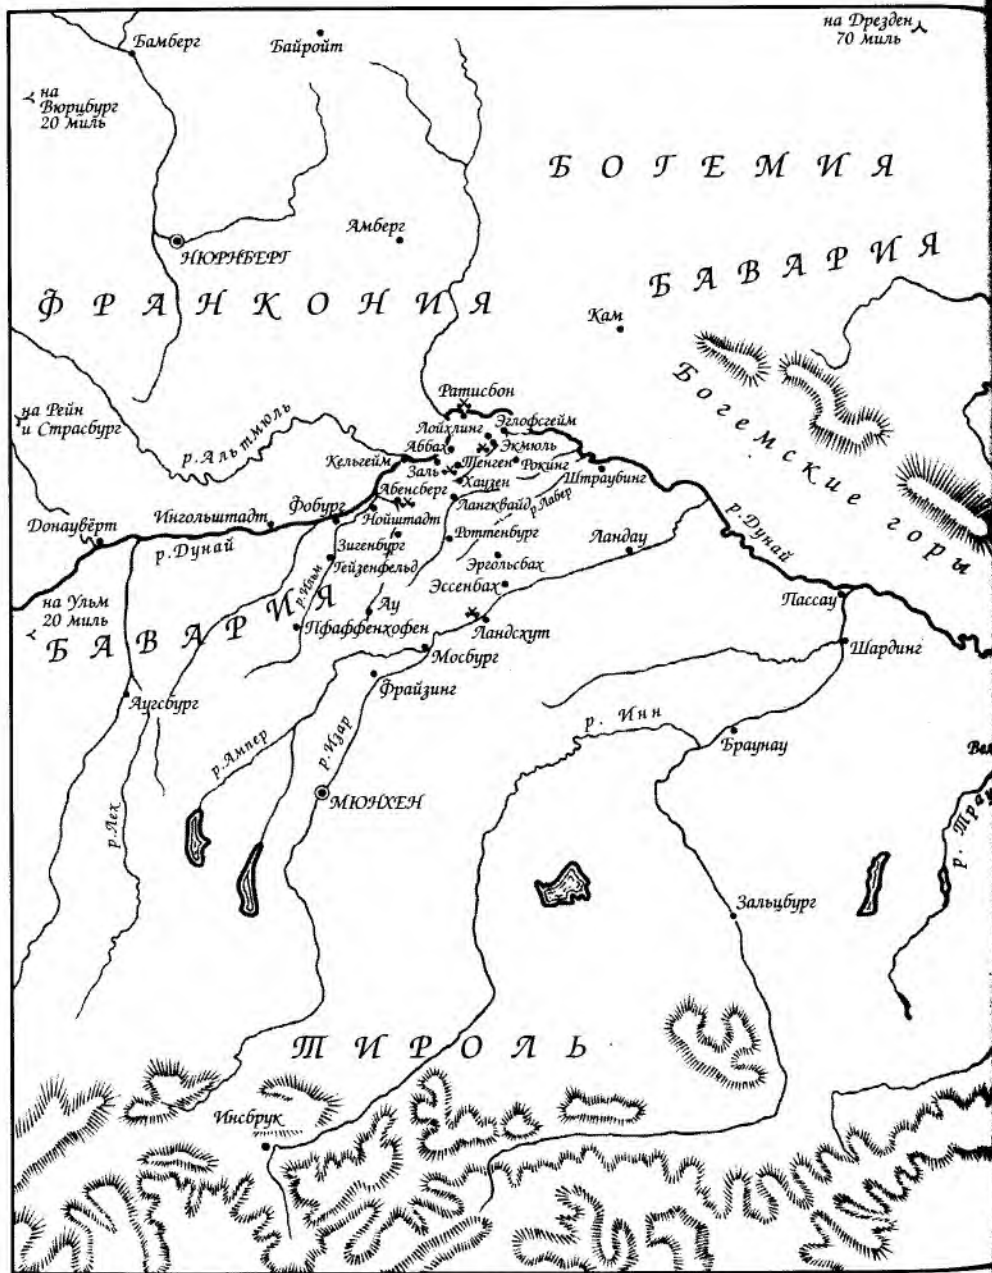 на Дрезден
70 миль
Бамберг
Байройт
на
Вюрцбург
20 миль
БОГЕМИЯ
Амберг
НЮРНБЕРГ
БАВАРИЯ
ФРАНКОНИЯ
Кам
Богемские горы
Ратисбон
на Рейн
и Страсбург
р. Альтмюль
Лойхлинг
Эглофсгейм
Аббах
Экмюль
Кельгейм
Заль
Тенген
Рокинг
Штраубинг
Хаузен
Абенсберг
Лангквайд
р. Лабер
Фобург
Нойштадт
Донаувёрт
Ингольштадт
р. Дунай
р. Дунай
Роттенбург
Ландау
Зигенбург
Гейзенфельд
Эргольсбах
Эссенбах
р. Ильм
на Ульм
20 миль
Ау
Пассау
БАВАРИЯ
Пфаффенхофен
Ландсхут
Мосбург
Шардинг
Фрайзинг
Аугсбург
р. Инн
р. Ампер
р. Изар
Браунау
Вел
МЮНХЕН
р. Трау
р. Лех
Зальцбург
ТИРОЛЬ
Инсбрук